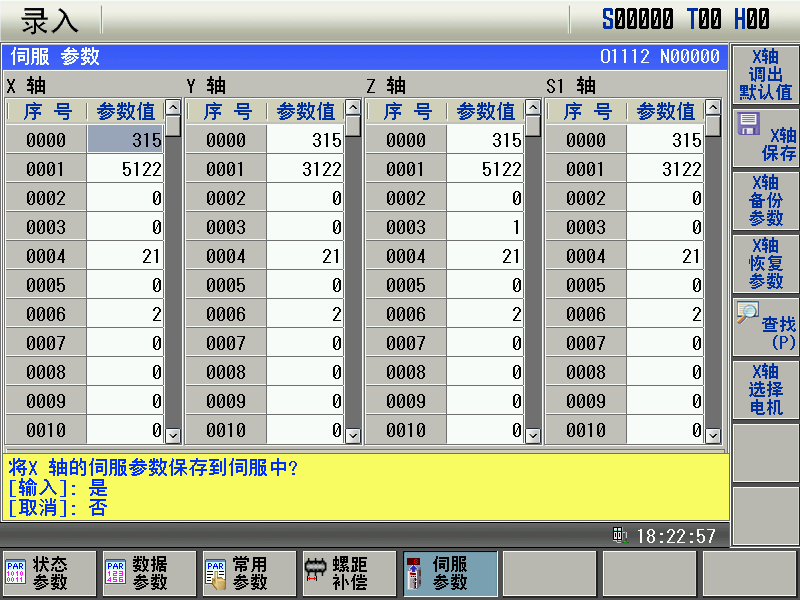 录入
S00000 T00 H00
伺服 参数
O1112 N00000
X 轴
Y 轴
Z 轴
S1 轴
序 号 参数值 序 号 参数值 序 号 参数值 序 号 参数值
0000 315 0000 315 0000 315 0000 315
0001 5122 0001 3122 0001 5122 0001 3122
0002 0 0002 0 0002 0 0002 0
0003 0 0003 0 0003 1 0003 0
0004 21 0004 21 0004 21 0004 21
0005 0 0005 0 0005 0 0005 0
0006 2 0006 2 0006 2 0006 2
0007 0 0007 0 0007 0 0007 0
0008 0 0008 0 0008 0 0008 0
0009 0 0009 0 0009 0 0009 0
0010 0 0010 0 0010 0 0010 0
X轴
调出
默认值
X轴
保存
X轴
备份
参数
X轴
恢复
参数
查找
(P)
X轴
选择
电机
将X 轴的伺服参数保存到伺服中?
[输入]: 是
[取消]: 否
18:22:57
PAR
1010
0011
状态
参数
PAR
123
456
数据
参数
PAR
常用
参数
螺距
补偿
伺服
参数